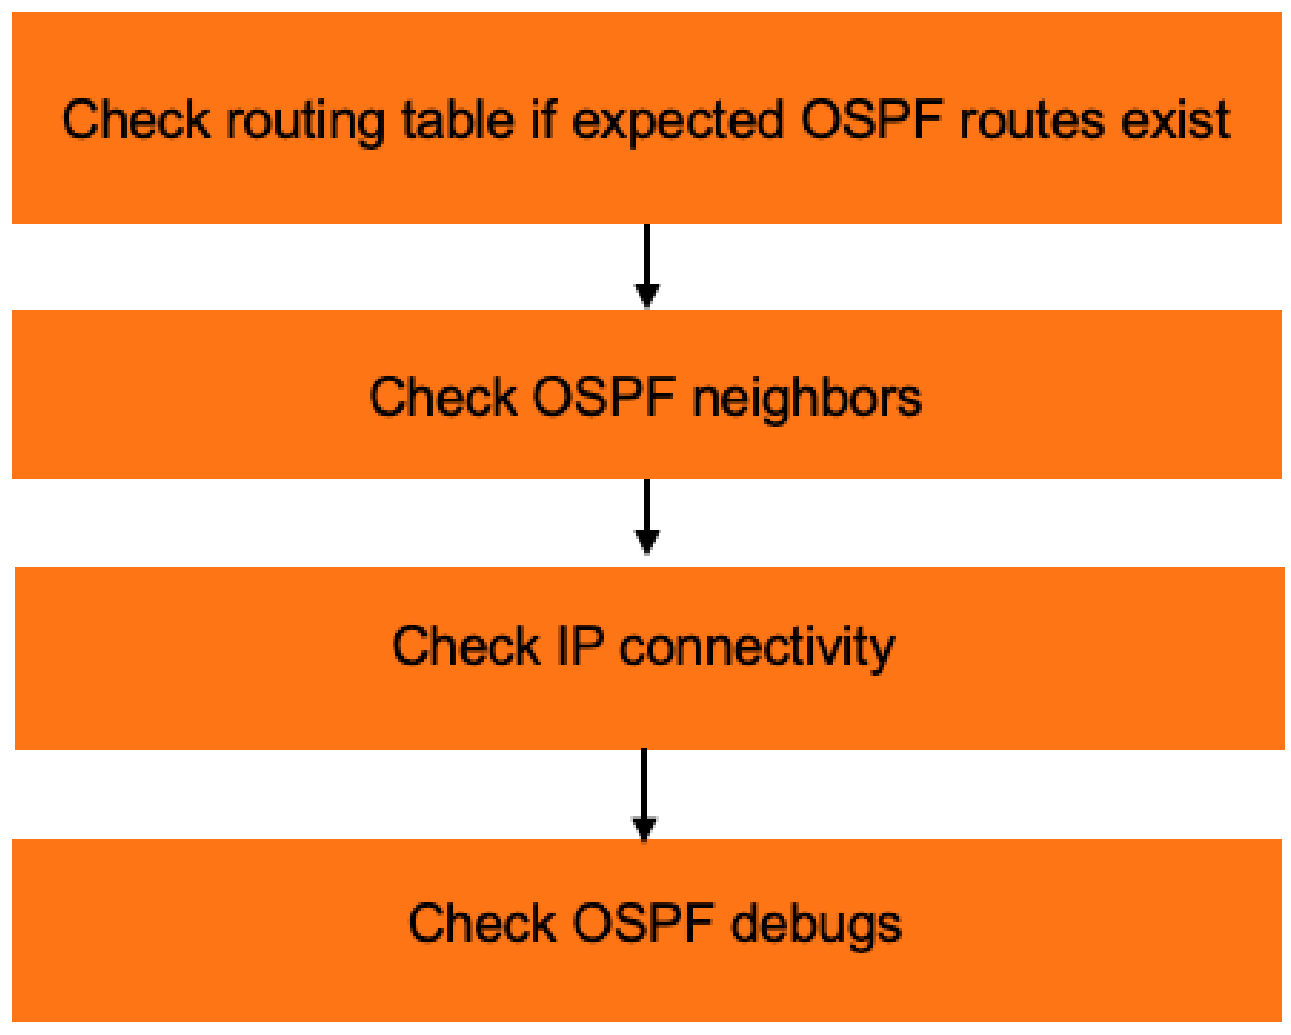 Check routing table if expected OSPF routes exist
Check OSPF neighbors
Check IP connectivity
Check OSPF debugs